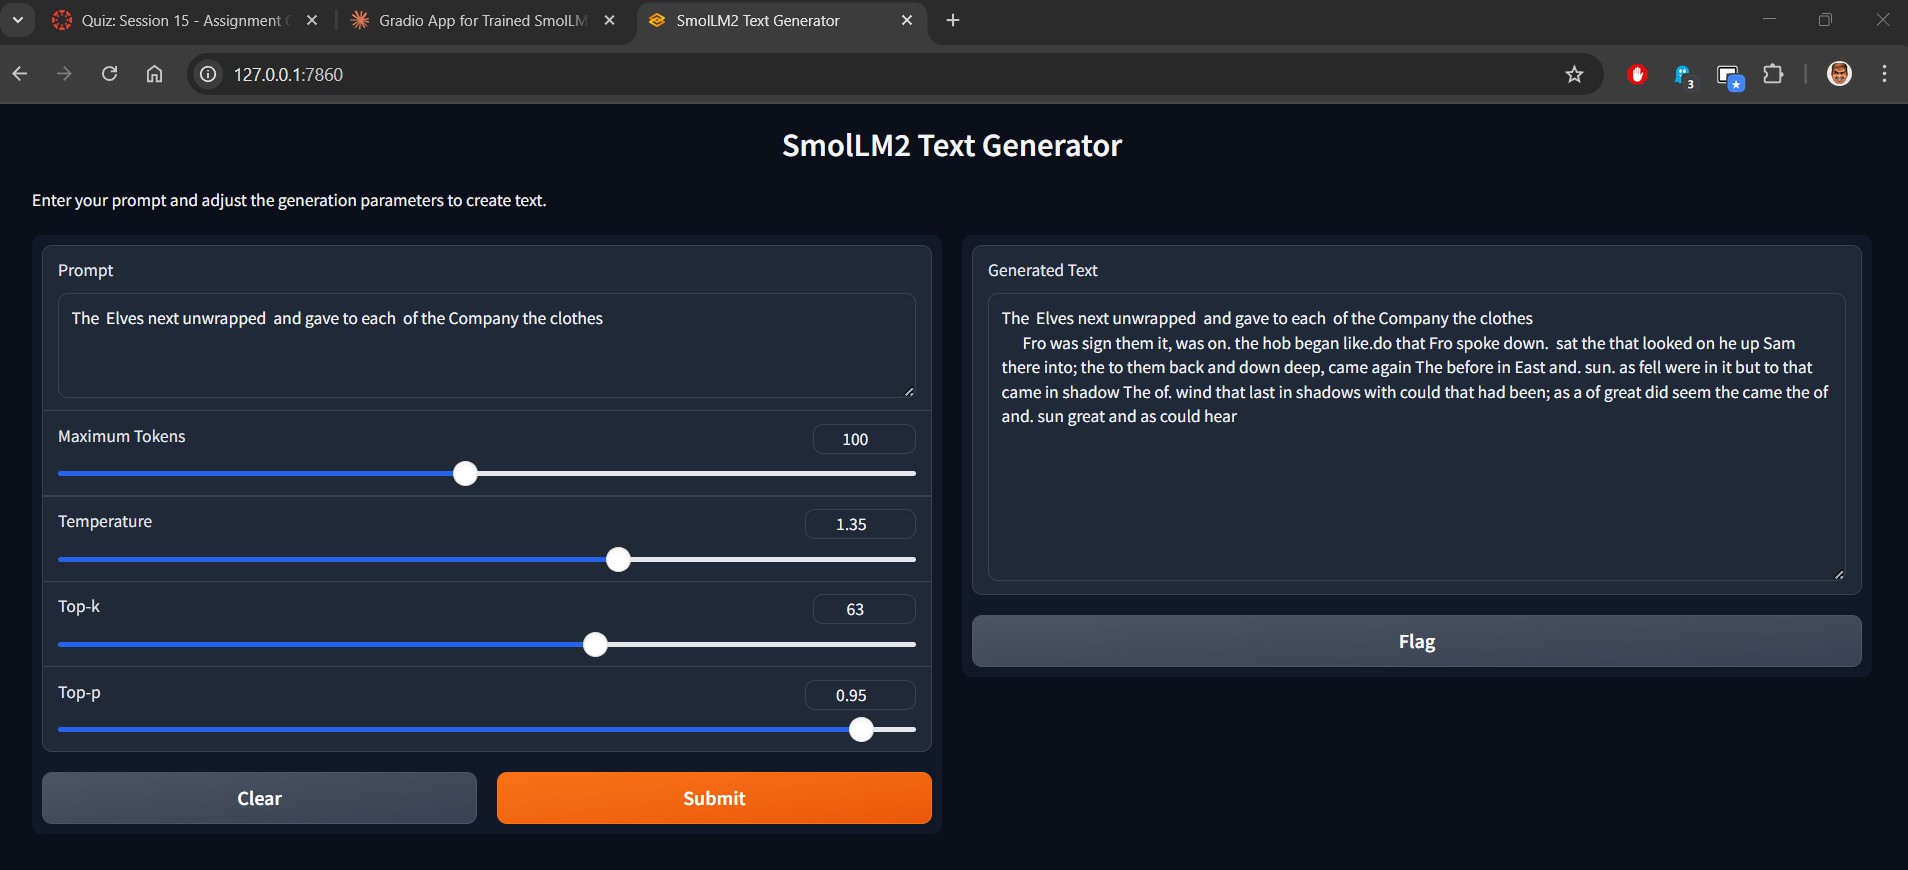 Quiz: Session 15 - Assignment
Gradio App for Trained SmolLM
SmolLM2 Text Generator
127.0.0.1:7860
3
SmolLM2 Text Generator
Enter your prompt and adjust the generation parameters to create text.
Prompt
The  Elves next unwrapped  and gave to each  of the Company the clothes
Maximum Tokens
100
Temperature
1.35
Top-k
63
Top-p
0.95
Clear
Submit
Generated Text
The  Elves next unwrapped  and gave to each  of the Company the clothes
Fro was sign them it, was on. the hob began like.do that Fro spoke down.  sat the that looked on he up Sam
there into; the to them back and down deep, came again The before in East and. sun. as fell were in it but to that
came in shadow The of. wind that last in shadows with could that had been; as a of great did seem the came the of
and. sun great and as could hear
Flag